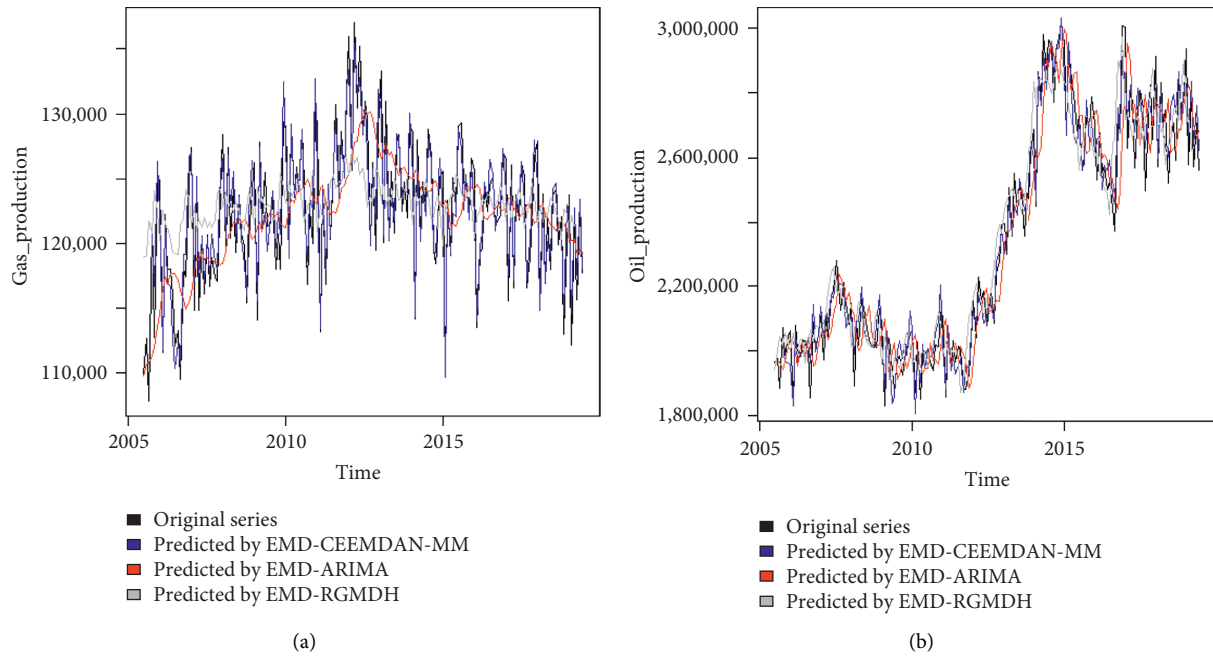 Gas_production
130,000
120,000
110,000
2005
2010
2015
Time
Original series
Predicted by EMD-CEEMDAN-MM
Predicted by EMD-ARIMA
Predicted by EMD-RGMDH
(a)
Oil_production
3,000,000
2,600,000
2,200,000
1,800,000
2005
2010
2015
Time
Original series
Predicted by EMD-CEEMDAN-MM
Predicted by EMD-ARIMA
Predicted by EMD-RGMDH
(b)